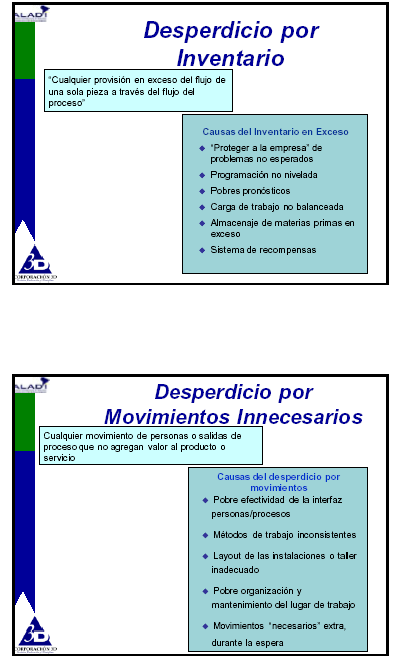 ALADI
Desperdicio por
Inventario
“Cualquier provisión en exceso del flujo de
una sola pieza a través del flujo del
proceso”
Causas del Inventario en Exceso
“Proteger a la empresa” de
problemas no esperados
Programación no nivelada
Pobres pronósticos
Carga de trabajo no balanceada
Almacenaje de materias primas en
exceso
Sistema de recompensas
3D
CORPORACIÓN 3D
ALADI
Desperdicio por
Movimientos Innecesarios
Cualquier movimiento de personas o salidas de
proceso que no agregan valor al producto o
servicio
Causas del desperdicio por
movimientos
Pobre efectividad de la interfaz
personas/procesos
Métodos de trabajo inconsistentes
Layout de las instalaciones o taller
inadecuado
Pobre organización y
mantenimiento del lugar de trabajo
Movimientos “necesarios” extra,
durante la espera
3D
CORPORACIÓN 3D